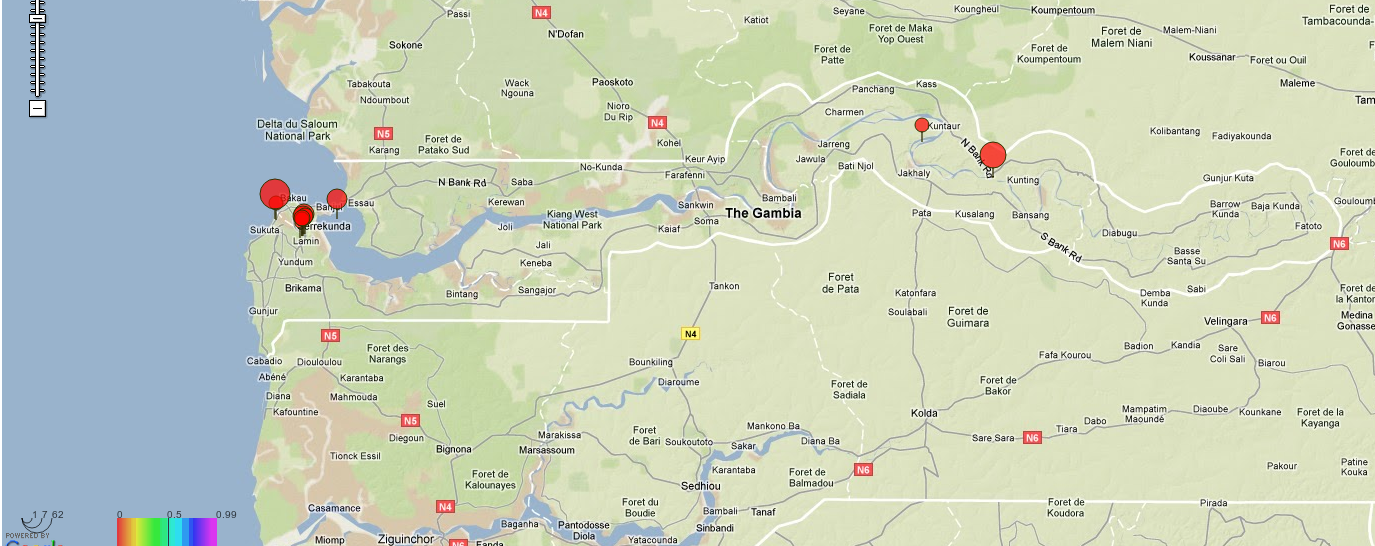 Passi
N4
Katiot
Seyane
Koungheul
Koumpentoum
Foret de
Tambacounda-
N'Dofan
Sokone
Foret de Maka
Yop Ouest
Foret de
Malem Niani
Malem-Niani
Foret de
Patte
Foret de
Koumpentoum
Koussanar
Foret ou Ouil
Tabakouta
Wack
Ngouna
Paoskoto
Panchang
Kass
Maleme
Ndoumbout
Nioro
Du Rip
Charmen
Tam
Delta du Saloum
National Park
N5
N4
Kuntaur
Kolibantang
Fadiyakounda
Karang
Foret de
Patako Sud
Kohel
Jarreng
N Bank Rd
Keur Ayip
Jawula
Bati Njol
Foret de
Gouloumb
No-Kunda
Farafenni
Jakhaly
Kunting
Gunjur Kuta
N Bank Rd
Saba
Bakau
Banjul
Essau
Kerewan
Sankwin
Bambali
Barrow
Kunda
Baja Kunda
Gouloum
The Gambia
Pata
Kusalang
Bansang
Kiang West
National Park
Soma
Sukuta
Serrekunda
Joli
Kaiaf
Diabugu
Fatoto
Lamin
Jali
S Bank Rd
Basse
Santa Su
N6
Yundum
Keneba
Foret
de Pata
Brikama
Bintang
Sangajor
Tankon
Katonfara
Demba
Kunda
Sabi
Foret de
la Kantor
Gunjur
Soulabali
Foret de
Guimara
Velingara
N6
Medina
Gonasse
N5
N4
Badion
Kandia
Sare
Coli Sali
Foret des
Narangs
Fafa Kourou
Cabadio
Diouloulou
Bounkiling
Biarou
Abéné
Karantaba
Diaroume
Foret de
Sadiala
Foret de
Bakor
Diana
Mahmouda
Suel
Kafountine
Kolda
Mampatim
Maoundé
Diaoube
Kounkane
Foret de la
Kayanga
N5
Dabo
Diegoun
Marakissa
Foret
de Bari
Mankono Ba
Tiara
Soukoutoto
Sakar
Diana Ba
Sare Sara
N6
Tionck Essil
Bignona
Marsassoum
Karantaba
N6
Pakour
Patine
Kouka
Foret de
Kalounayes
Sedhiou
Foret de
Balmadou
Casamance
N4
Foret du
Boudie
Bambali
Tanaf
Foret de
Koudora
Pirada
Baghanha
Pantodosse
Diola
Sinbandi
Miomp
Ziguinchor
N6
Fanda
Yatacounda
1 7 62
0
0.5
0.99
POWERED BY